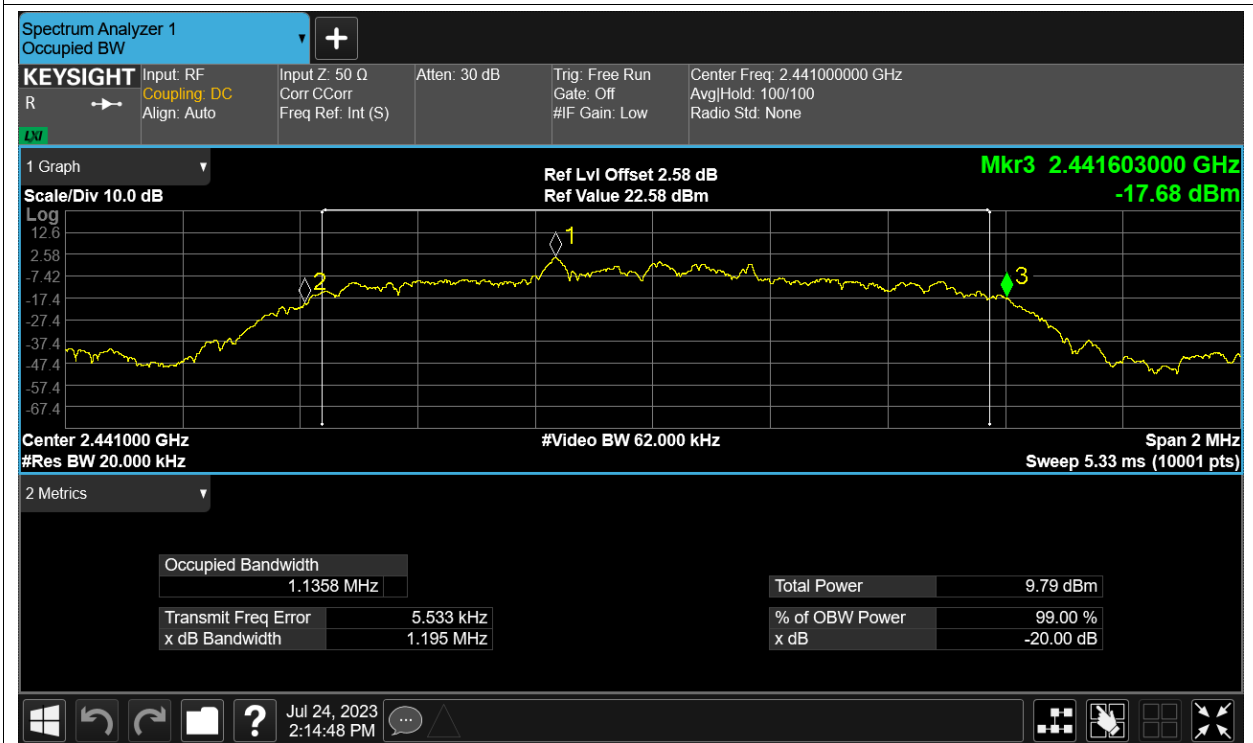 Spectrum Analyzer 1
Occupied BW
+
KEYSIGHT Input: RF Input Z: 50 Ω Atten: 30 dB Trig: Free Run Center Freq: 2.441000000 GHz
R Coupling: DC Corr CCorr Gate: Off Avg|Hold: 100/100
Align: Auto Freq Ref: Int (S) #IF Gain: Low Radio Std: None
LXI
1 Graph Ref Lvl Offset 2.58 dB Mkr3 2.441603000 GHz
Scale/Div 10.0 dB Ref Value 22.58 dBm -17.68 dBm
Log
12.6
2.58
-7.42
-17.4
-27.4
-37.4
-47.4
-57.4
-67.4
1
2
3
Center 2.441000 GHz #Video BW 62.000 kHz Span 2 MHz
#Res BW 20.000 kHz Sweep 5.33 ms (10001 pts)
2 Metrics
Occupied Bandwidth
1.1358 MHz Total Power 9.79 dBm
Transmit Freq Error 5.533 kHz % of OBW Power 99.00 %
x dB Bandwidth 1.195 MHz x dB -20.00 dB
? Jul 24, 2023
2:14:48 PM